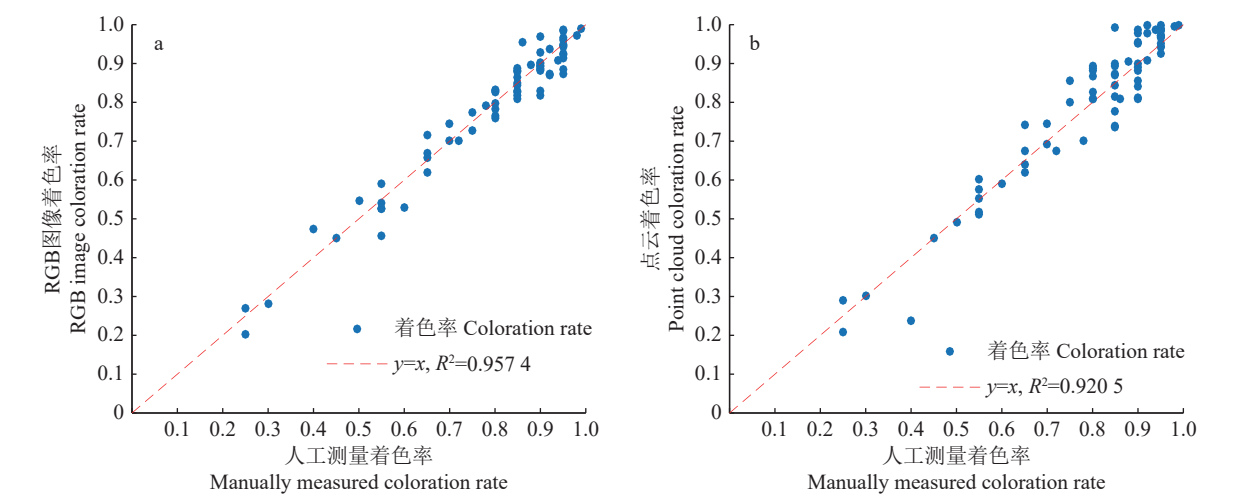 a
1.0
0.9
0.8
0.7
0.6
0.5
0.4
0.3
0.2
0.1
0
RGB图像着色率
RGB image coloration rate
着色率 Coloration rate
y=x, R²=0.957 4
0.1 0.2 0.3 0.4 0.5 0.6 0.7 0.8 0.9 1.0
人工测量着色率
Manually measured coloration rate
b
1.0
0.9
0.8
0.7
0.6
0.5
0.4
0.3
0.2
0.1
0
点云着色率
Point cloud coloration rate
着色率 Coloration rate
y=x, R²=0.920 5
0.1 0.2 0.3 0.4 0.5 0.6 0.7 0.8 0.9 1.0
人工测量着色率
Manually measured coloration rate